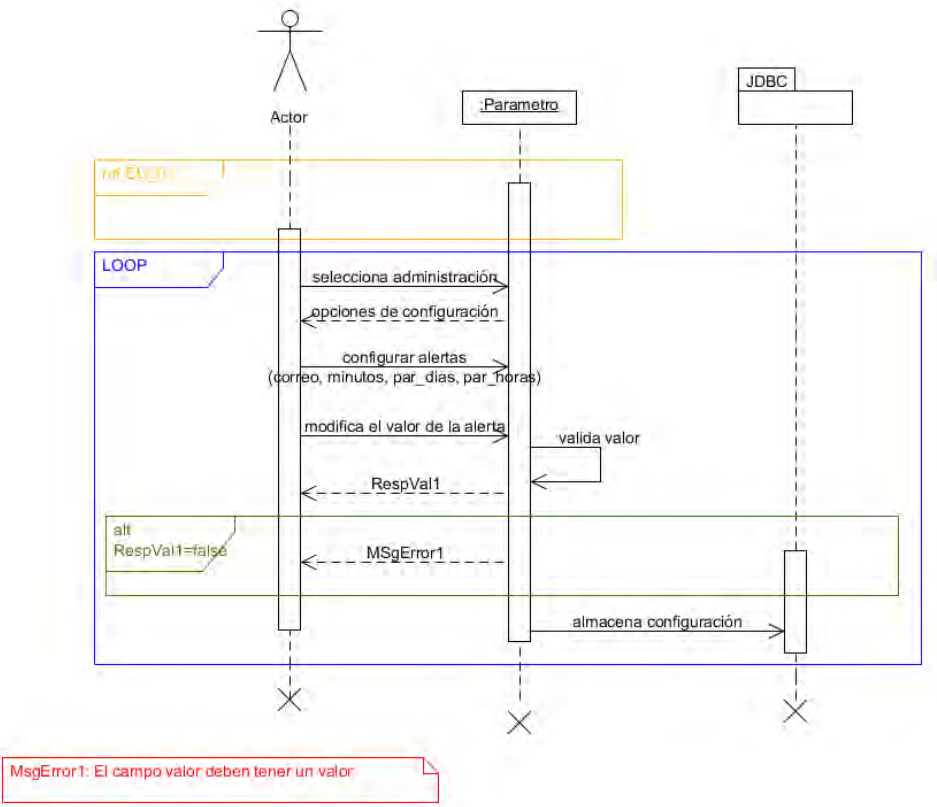 JDBC
:Parametro
Actor
ref
LOOP
selecciona administración
opciones de configuración
configurar alertas
(correo, minutos, par_dias, par_horas)
modifica el valor de la alerta
valida valor
RespVal1
alt
RespVal1=false
MSgError1
almacena configuración
MsgError1: El campo valor deben tener un valor